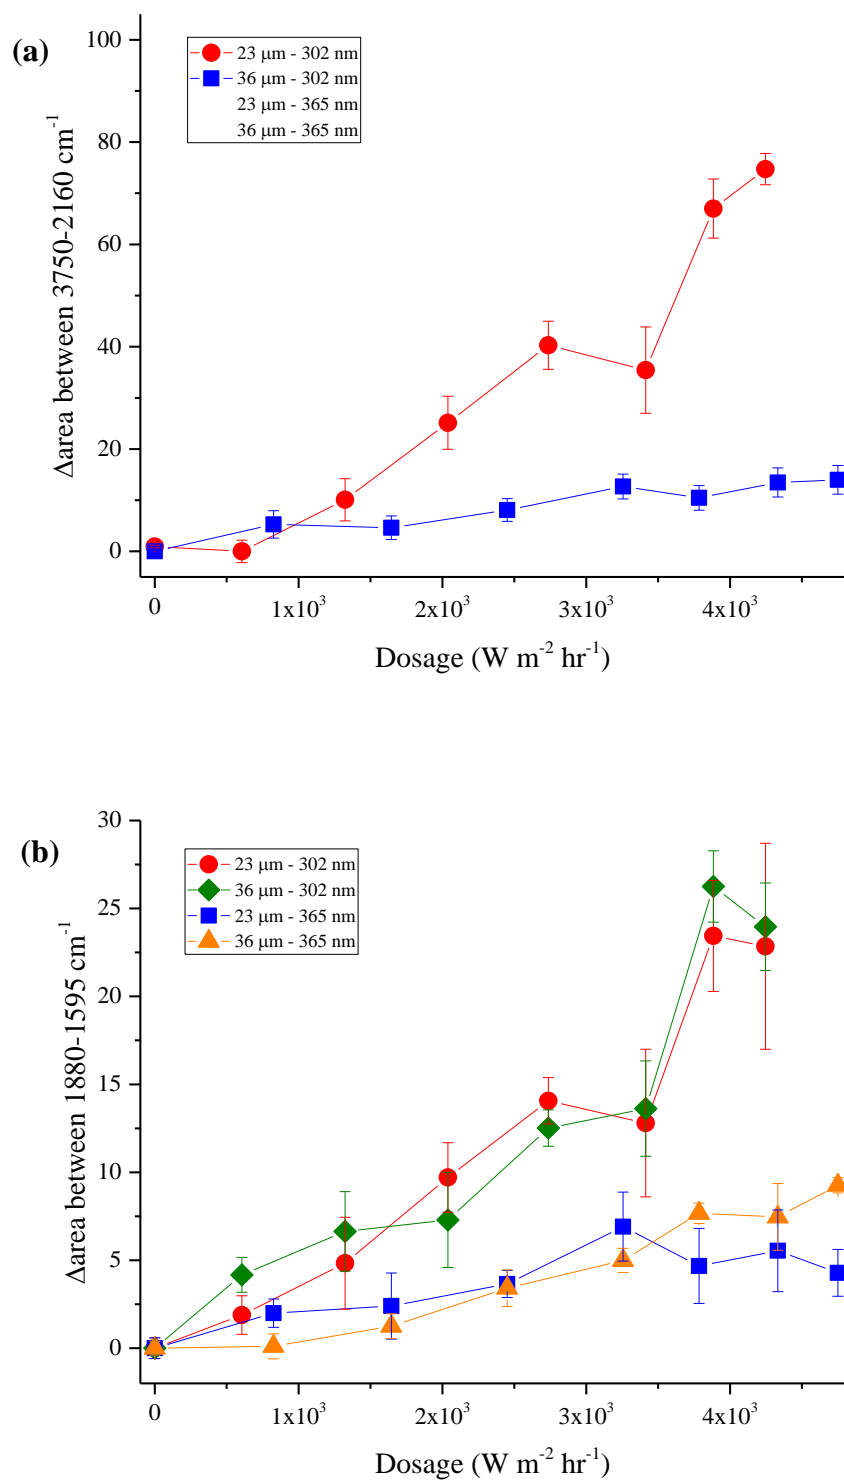 (a)
23 μm - 302 nm
36 μm - 302 nm
23 μm - 365 nm
36 μm - 365 nm
100
80
60
40
20
0
Δarea between 3750-2160 cm⁻¹
0 1x10³ 2x10³ 3x10³ 4x10³
Dosage (W m⁻² hr⁻¹)
(b)
23 μm - 302 nm
36 μm - 302 nm
23 μm - 365 nm
36 μm - 365 nm
30
25
20
15
10
5
0
Δarea between 1880-1595 cm⁻¹
0 1x10³ 2x10³ 3x10³ 4x10³
Dosage (W m⁻² hr⁻¹)